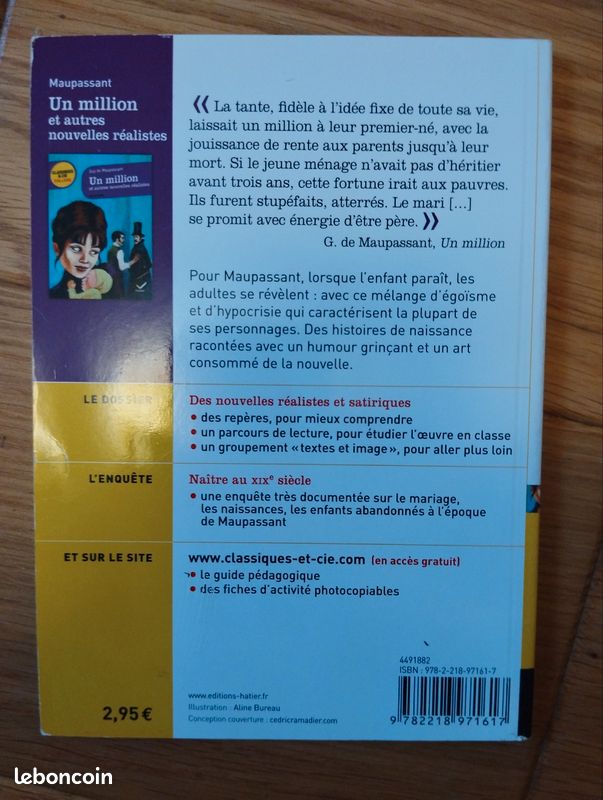 Maupassant
Un million
et autres
nouvelles réalistes
Guy de Maupassant
Un million
et autres nouvelles réalistes
« La tante, fidèle à l'idée fixe de toute sa vie,
laissait un million à leur premier-né, avec la
jouissance de rente aux parents jusqu'à leur
mort. Si le jeune ménage n'avait pas d'héritier
avant trois ans, cette fortune irait aux pauvres.
Ils furent stupéfaits, atterrés. Le mari [...]
se promit avec énergie d'être père. »
G. de Maupassant, Un million
Pour Maupassant, lorsque l'enfant paraît, les
adultes se révèlent : avec ce mélange d'égoïsme
et d'hypocrisie qui caractérisent la plupart de
ses personnages. Des histoires de naissance
racontées avec un humour grinçant et un art
consommé de la nouvelle.
LE DOSSIER
Des nouvelles réalistes et satiriques
• des repères, pour mieux comprendre
• un parcours de lecture, pour étudier l'œuvre en classe
• un groupement « textes et image », pour aller plus loin
L'ENQUÊTE
Naître au XIXe siècle
• une enquête très documentée sur le mariage,
les naissances, les enfants abandonnés à l'époque
de Maupassant
ET SUR LE SITE
www.classiques-et-cie.com (en accès gratuit)
• le guide pédagogique
• des fiches d'activité photocopiables
4491882
ISBN : 978-2-218-97161-7
www.editions-hatier.fr
Illustration : Aline Bureau
Conception couverture : cedricramadier.com
2,95 €
9 782218 971617
leboncoin